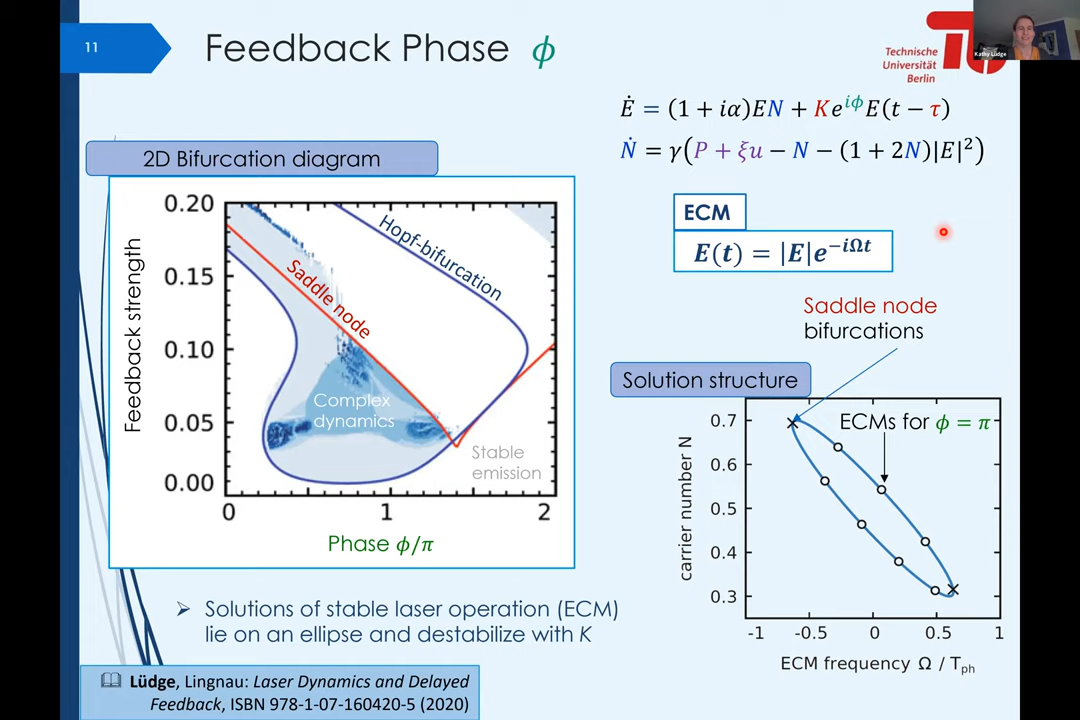 11
Feedback Phase ϕ
Technische
Universität
Berlin
Kathy Lüdge
Ė = (1 + iα)EN + Ke^{iϕ}E(t − τ)
Ṅ = γ(P + ξu − N − (1 + 2N)|E|²)
2D Bifurcation diagram
ECM
E(t) = |E|e^{−iΩt}
Feedback strength
0.20
0.15
0.10
0.05
0.00
Hopf-bifurcation
Saddle node
Complex
dynamics
Stable
emission
0 1 2
Phase ϕ/π
Saddle node
bifurcations
Solution structure
ECMs for ϕ = π
carrier number N
0.7
0.6
0.5
0.4
0.3
-1 -0.5 0 0.5 1
ECM frequency Ω / T_ph
➢ Solutions of stable laser operation (ECM)
lie on an ellipse and destabilize with K
Lüdge, Lingnau: Laser Dynamics and Delayed
Feedback, ISBN 978-1-07-160420-5 (2020)